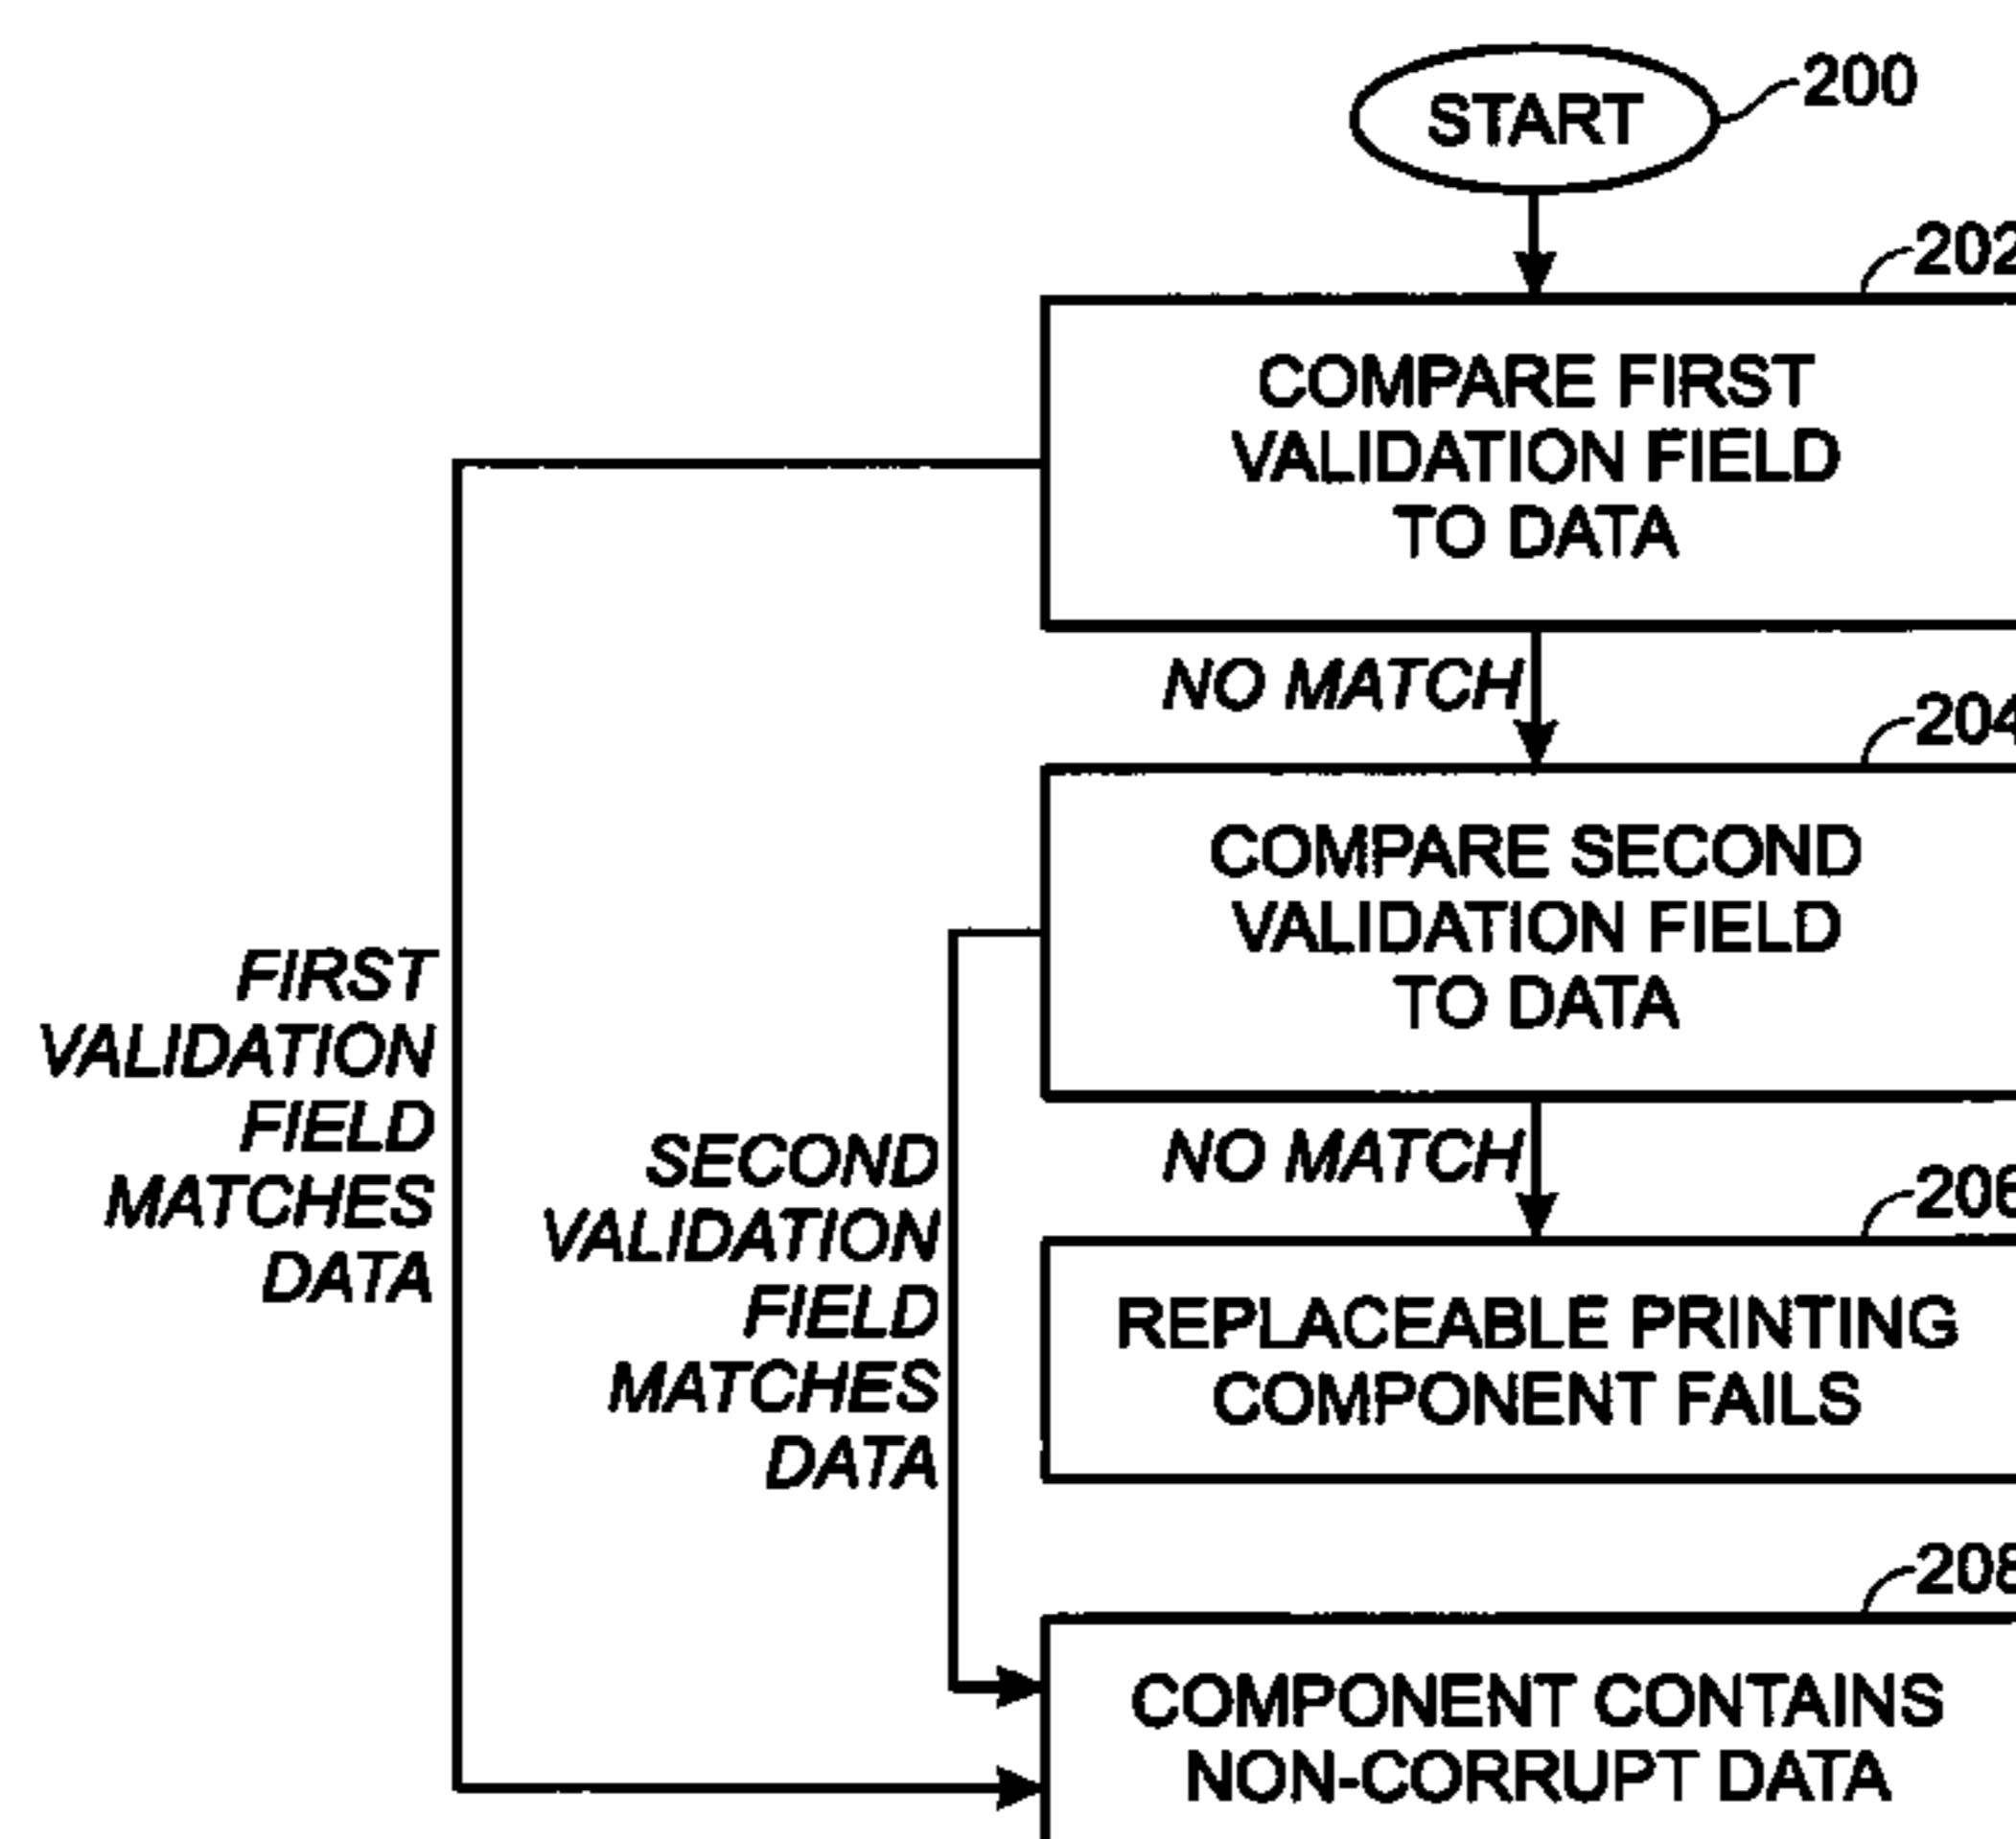 START
200
202
COMPARE FIRST
VALIDATION FIELD
TO DATA
NO MATCH
204
COMPARE SECOND
VALIDATION FIELD
TO DATA
FIRST
VALIDATION
FIELD
MATCHES
DATA
SECOND
VALIDATION
FIELD
MATCHES
DATA
NO MATCH
206
REPLACEABLE PRINTING
COMPONENT FAILS
208
COMPONENT CONTAINS
NON-CORRUPT DATA